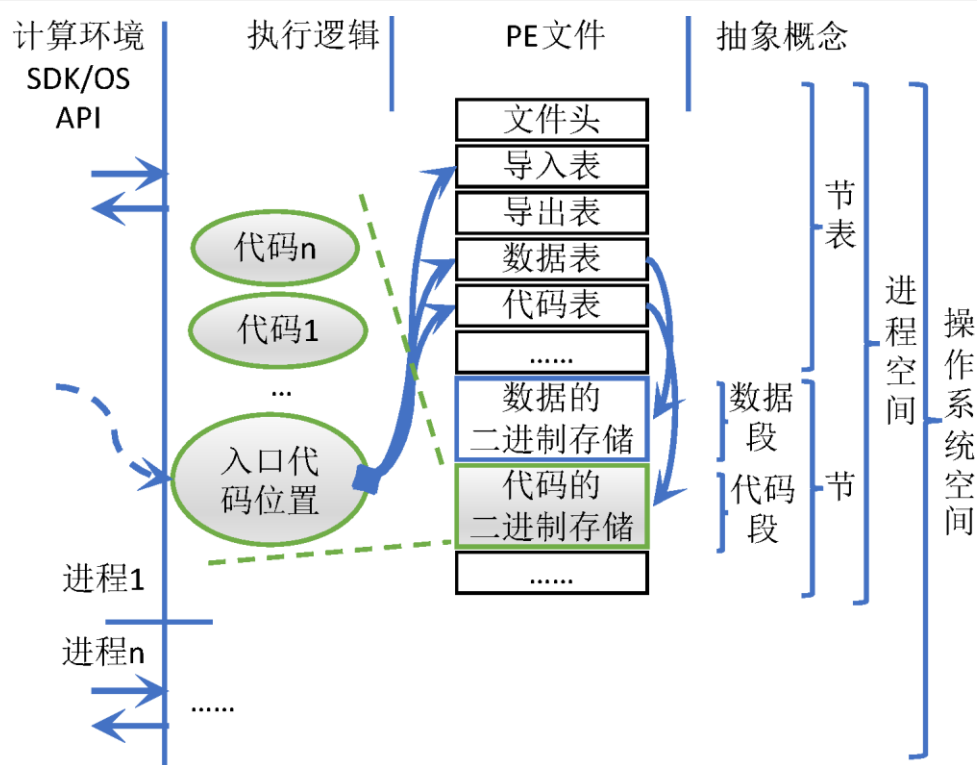 计算环境
SDK/OS
API
执行逻辑
PE文件
抽象概念
文件头
导入表
导出表
数据表
代码表
......
数据的
二进制存储
代码的
二进制存储
......
代码n
代码1
...
入口代
码位置
进程1
进程n
......
节表
数据
段
代码
段
节
进程空间
操作系统空间